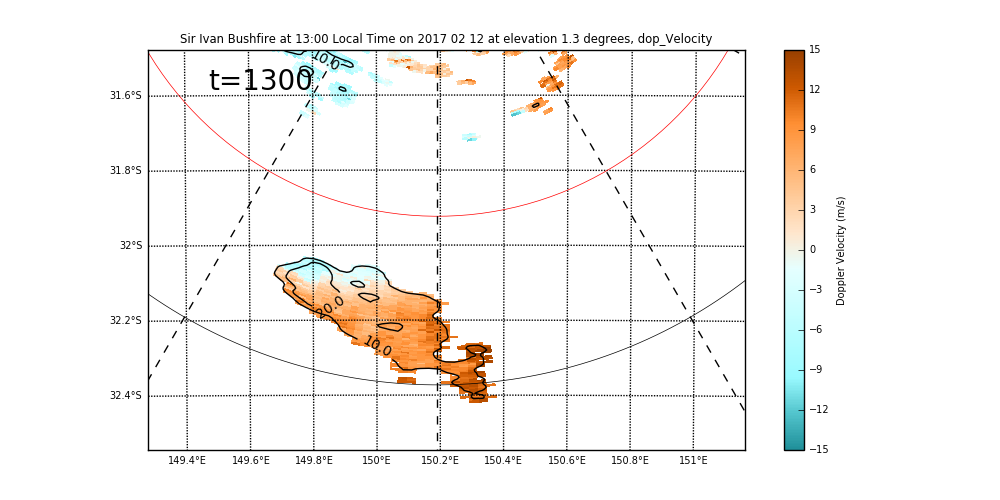 Sir Ivan Bushfire at 13:00 Local Time on 2017 02 12 at elevation 1.3 degrees, dop_Velocity
t=1300
10.0
31.6°S
31.8°S
32°S
32.2°S
32.4°S
20.0
10.0
149.4°E 149.6°E 149.8°E 150°E 150.2°E 150.4°E 150.6°E 150.8°E 151°E
15
12
9
6
3
0
−3
−6
−9
−12
−15
Doppler Velocity (m/s)